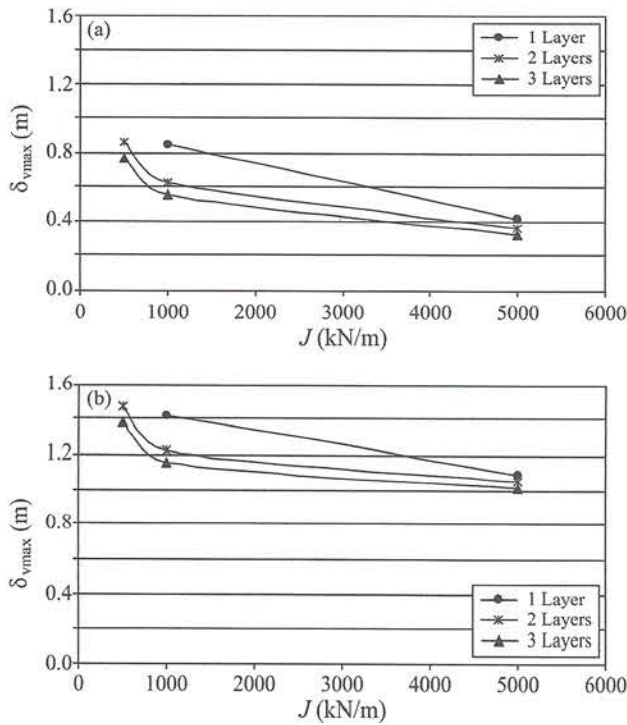 (a)
1 Layer
2 Layers
3 Layers
1.6
1.2
0.8
0.4
0.0
δvmax (m)
0 1000 2000 3000 4000 5000 6000
J (kN/m)
(b)
1.6
1.2
1.2
0.8
0.4
0.0
δvmax (m)
1 Layer
2 Layers
3 Layers
0 1000 2000 3000 4000 5000 6000
J (kN/m)